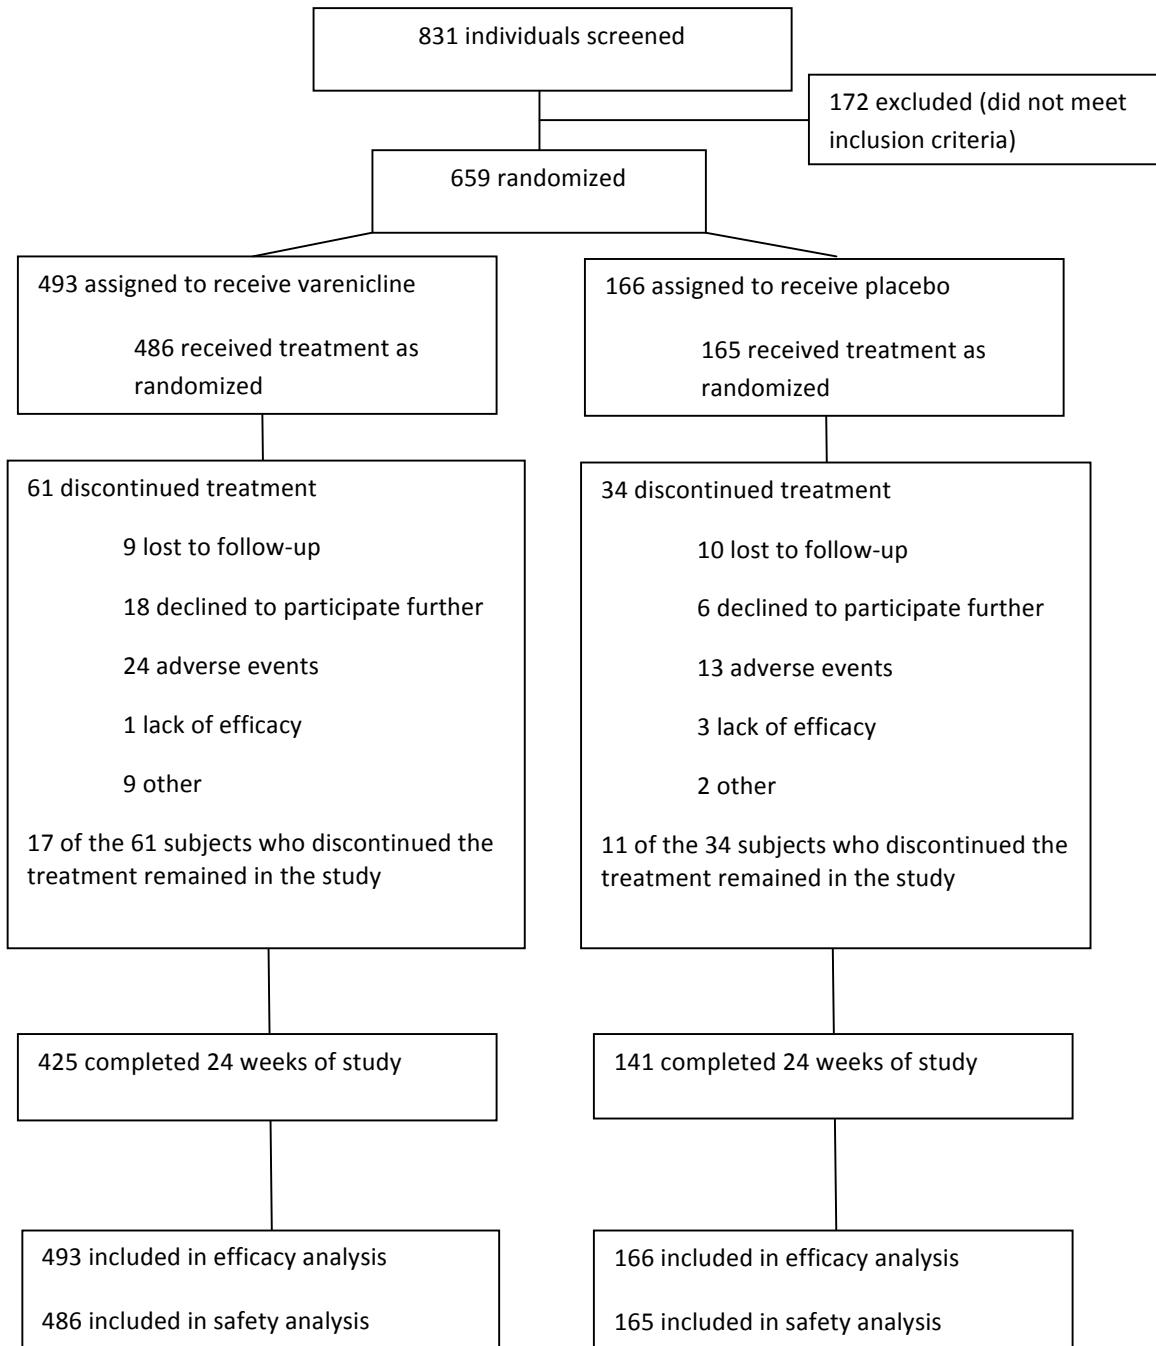 831 individuals screened
172 excluded (did not meet
inclusion criteria)
659 randomized
493 assigned to receive varenicline
486 received treatment as
randomized
166 assigned to receive placebo
165 received treatment as
randomized
61 discontinued treatment
9 lost to follow-up
18 declined to participate further
24 adverse events
1 lack of efficacy
9 other
17 of the 61 subjects who discontinued the
treatment remained in the study
34 discontinued treatment
10 lost to follow-up
6 declined to participate further
13 adverse events
3 lack of efficacy
2 other
11 of the 34 subjects who discontinued the
treatment remained in the study
425 completed 24 weeks of study
141 completed 24 weeks of study
493 included in efficacy analysis
486 included in safety analysis
166 included in efficacy analysis
165 included in safety analysis